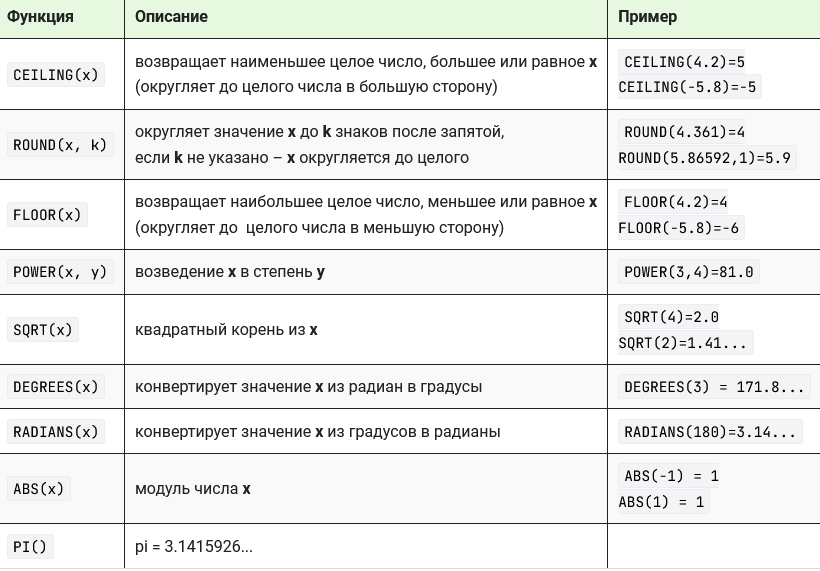 Функция Описание Пример
CEILING(x)
возвращает наименьшее целое число, большее или равное x
(округляет до целого числа в большую сторону)
CEILING(4.2)=5
CEILING(-5.8)=-5
ROUND(x, k)
округляет значение x до k знаков после запятой,
если k не указано – x округляется до целого
ROUND(4.361)=4
ROUND(5.86592,1)=5.9
FLOOR(x)
возвращает наибольшее целое число, меньшее или равное x
(округляет до целого числа в меньшую сторону)
FLOOR(4.2)=4
FLOOR(-5.8)=-6
POWER(x, y)
возведение x в степень y
POWER(3,4)=81.0
SQRT(x)
квадратный корень из x
SQRT(4)=2.0
SQRT(2)=1.41...
DEGREES(x)
конвертирует значение x из радиан в градусы
DEGREES(3) = 171.8...
RADIANS(x)
конвертирует значение x из градусов в радианы
RADIANS(180)=3.14...
ABS(x)
модуль числа x
ABS(-1) = 1
ABS(1) = 1
PI()
pi = 3.1415926...